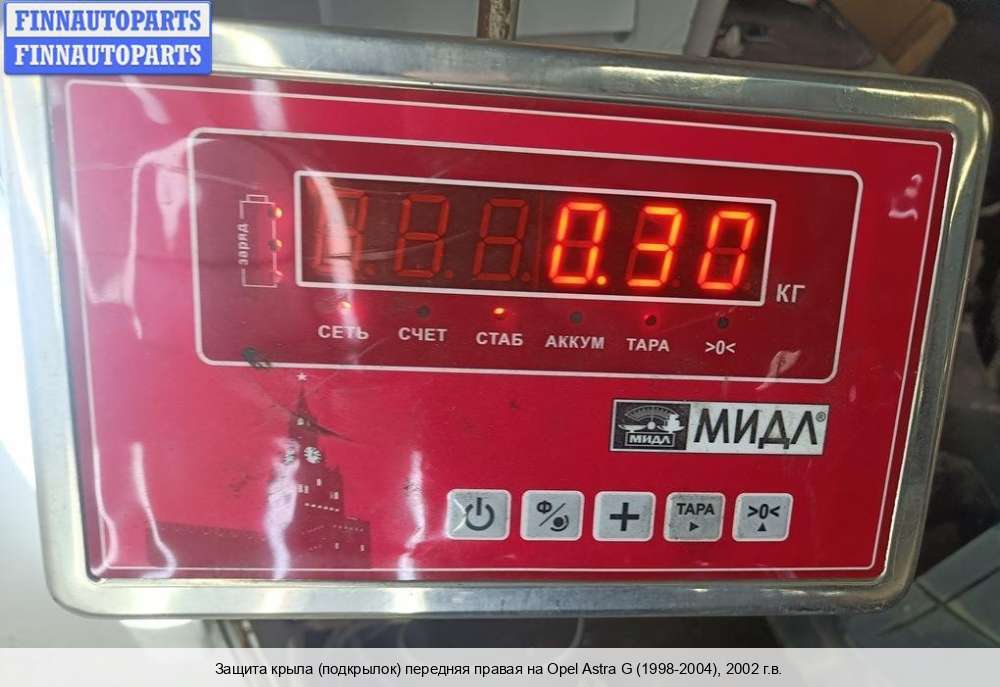 FINNAUTOPARTS
FINNAUTOPARTS
заряд
0.30
КГ
СЕТЬ СЧЕТ СТАБ АККУМ ТАРА >0<
МИДЛ МИДЛ®
Ф ТАРА >0<
Защита крыла (подкрылок) передняя правая на Opel Astra G (1998-2004), 2002 г.в.